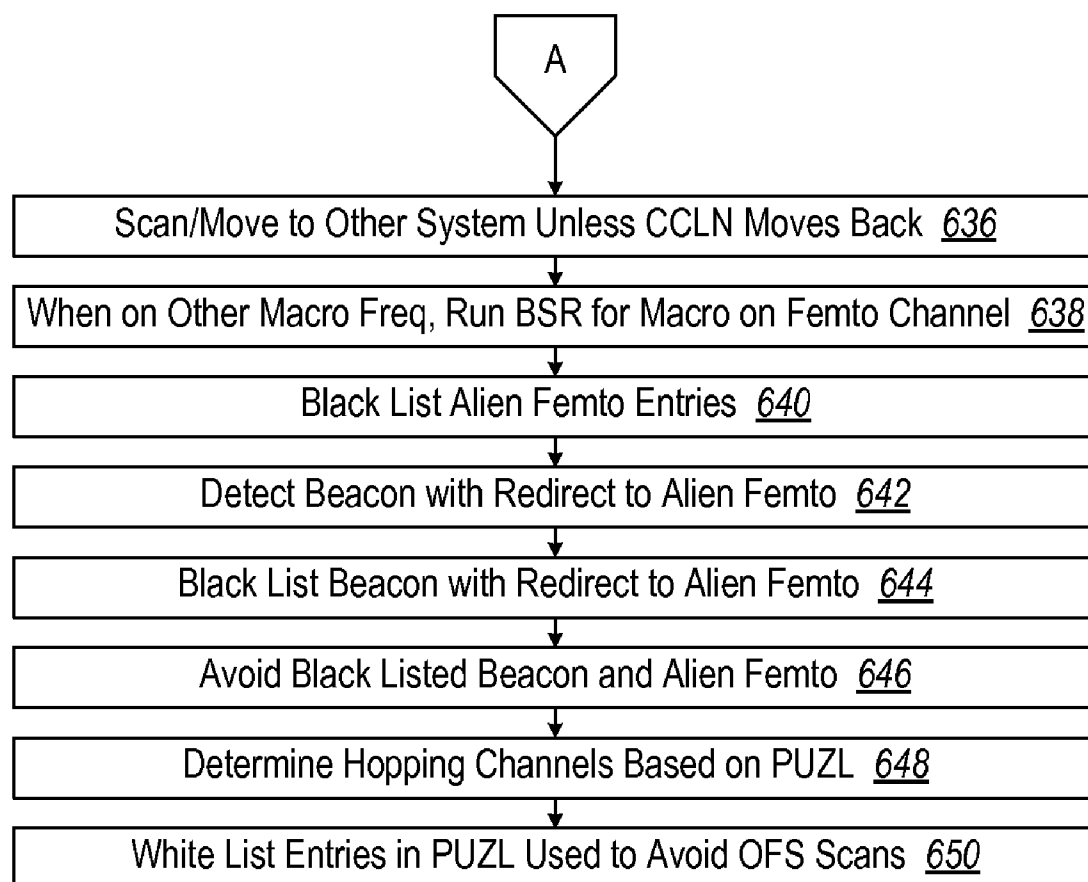 A
Scan/Move to Other System Unless CCLN Moves Back 636
When on Other Macro Freq, Run BSR for Macro on Femto Channel 638
Black List Alien Femto Entries 640
Detect Beacon with Redirect to Alien Femto 642
Black List Beacon with Redirect to Alien Femto 644
Avoid Black Listed Beacon and Alien Femto 646
Determine Hopping Channels Based on PUZL 648
White List Entries in PUZL Used to Avoid OFS Scans 650